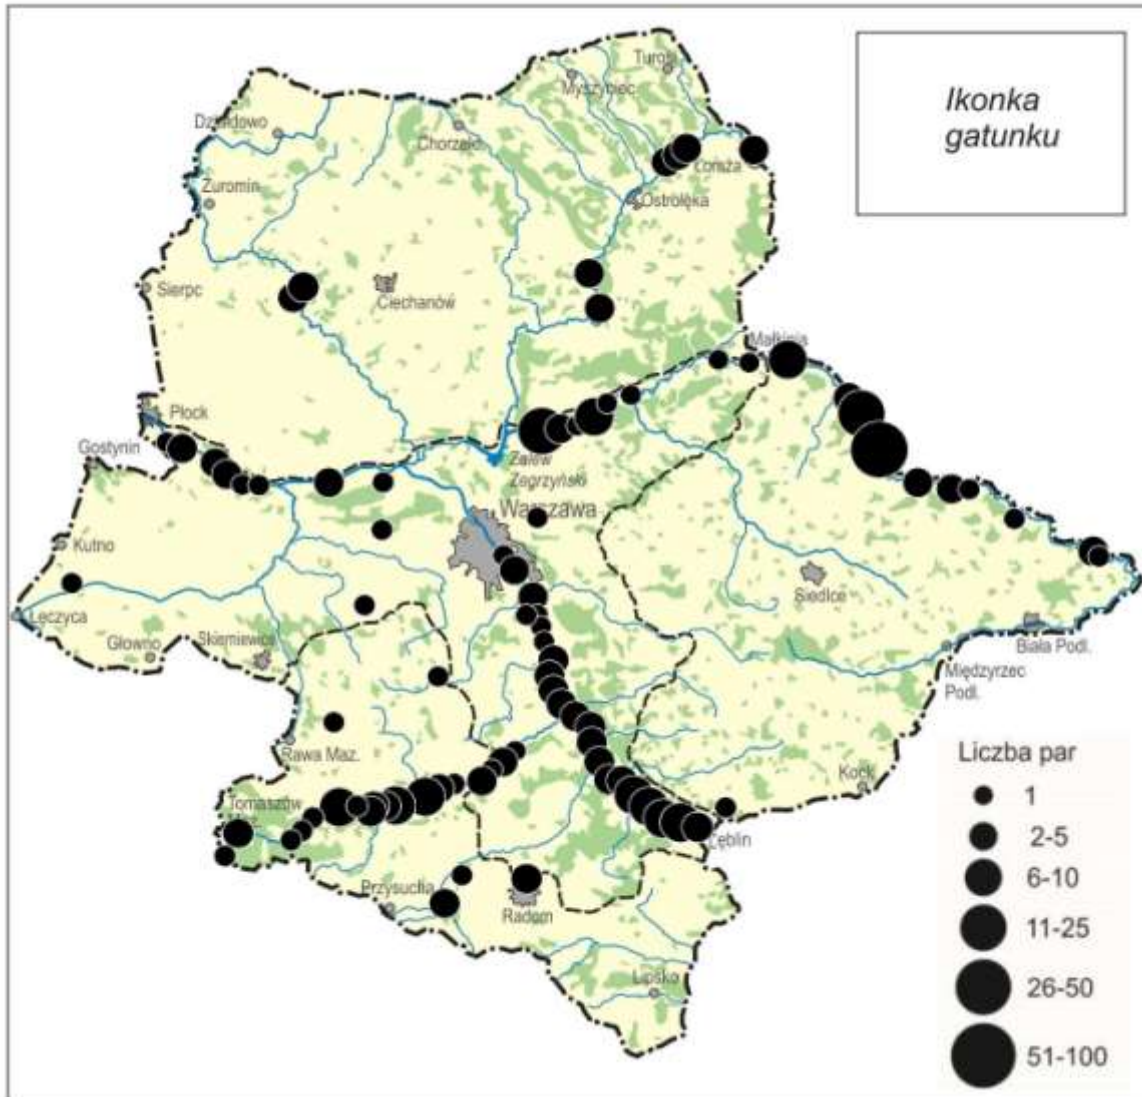 Ikonka
gatunku
Turośl
Myszyniec
Działdowo
Chorzele
Łomża
Żuromin
Ostrołęka
Sierpc
Ciechanów
Małkinia
Płock
Gostynin
Zalew
Zegrzyński
Warszawa
Kutno
Siedlce
Łęczyca
Głowno
Skierniewice
Biała Podl.
Międzyrzec
Podl.
Rawa Maz.
Liczba par
Kock
1
Tomaszów
Maz.
2-5
Dęblin
6-10
Przysucha
Radom
11-25
Lipsko
26-50
51-100